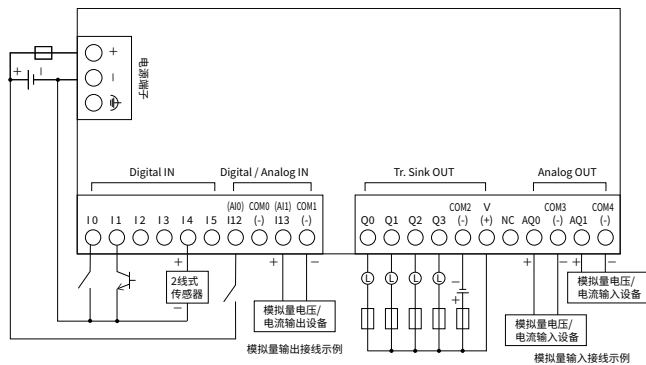 +
−
+
−
电源端子
Digital IN
Digital / Analog IN
Tr. Sink OUT
Analog OUT
I0 I1 I2 I3 I4 I5 (AI0) I12 COM0 (-) (AI1) I13 COM1 (-)
Q0 Q1 Q2 Q3 COM2 (-) V (+) NC AQ0 COM3 (-) AQ1 COM4 (-)
+
2线式
传感器
−
+ −
模拟量电压/
电流输出设备
模拟量输出接线示例
L L L L
−
+
+ − + −
模拟量电压/
电流输入设备
模拟量电压/
电流输入设备
模拟量输入接线示例